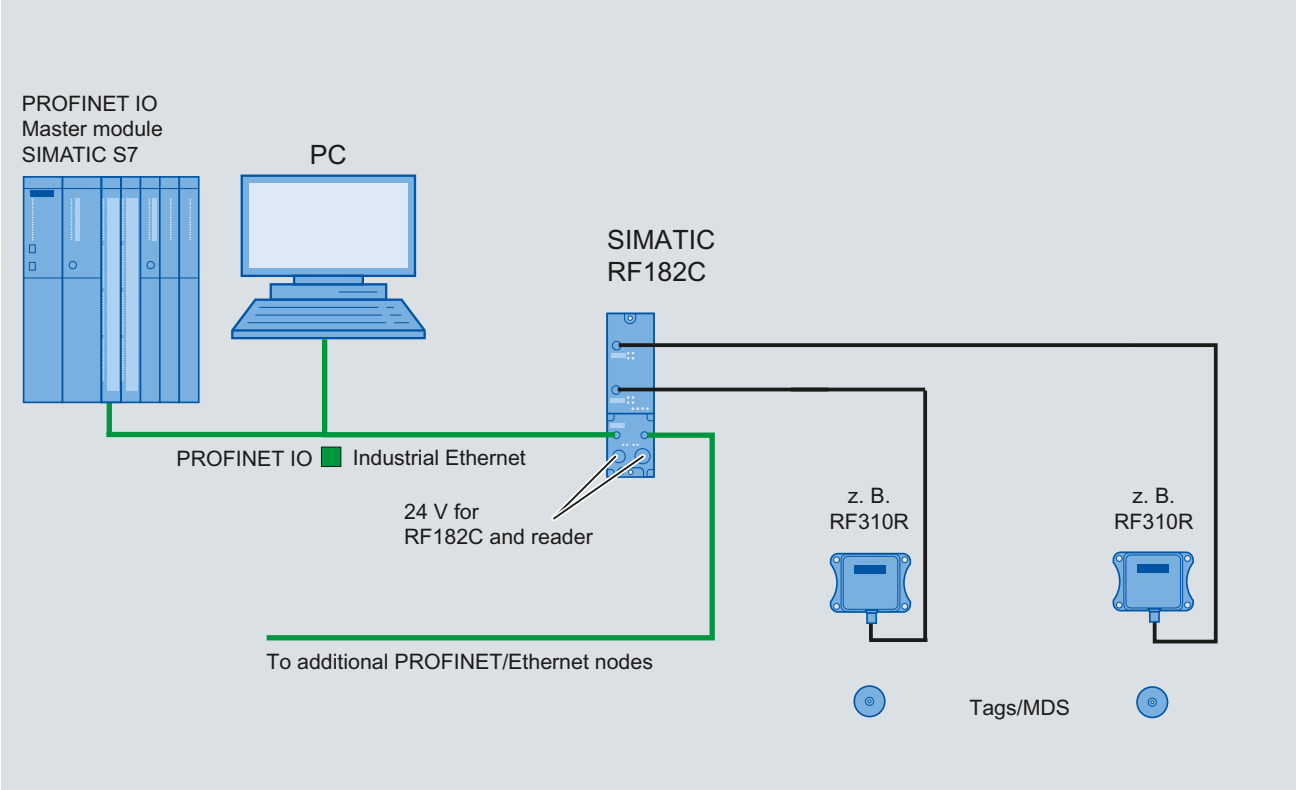 PROFINET IO
Master module
SIMATIC S7
PC
SIMATIC
RF182C
PROFINET IO Industrial Ethernet
24 V for
RF182C and reader
z. B.
RF310R
z. B.
RF310R
To additional PROFINET/Ethernet nodes
Tags/MDS